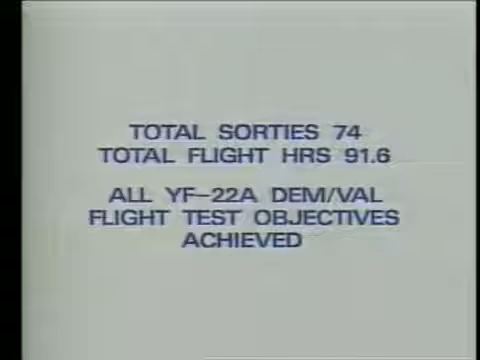 TOTAL SORTIES 74
TOTAL FLIGHT HRS 91.6
ALL YF-22A DEM/VAL
FLIGHT TEST OBJECTIVES
ACHIEVED